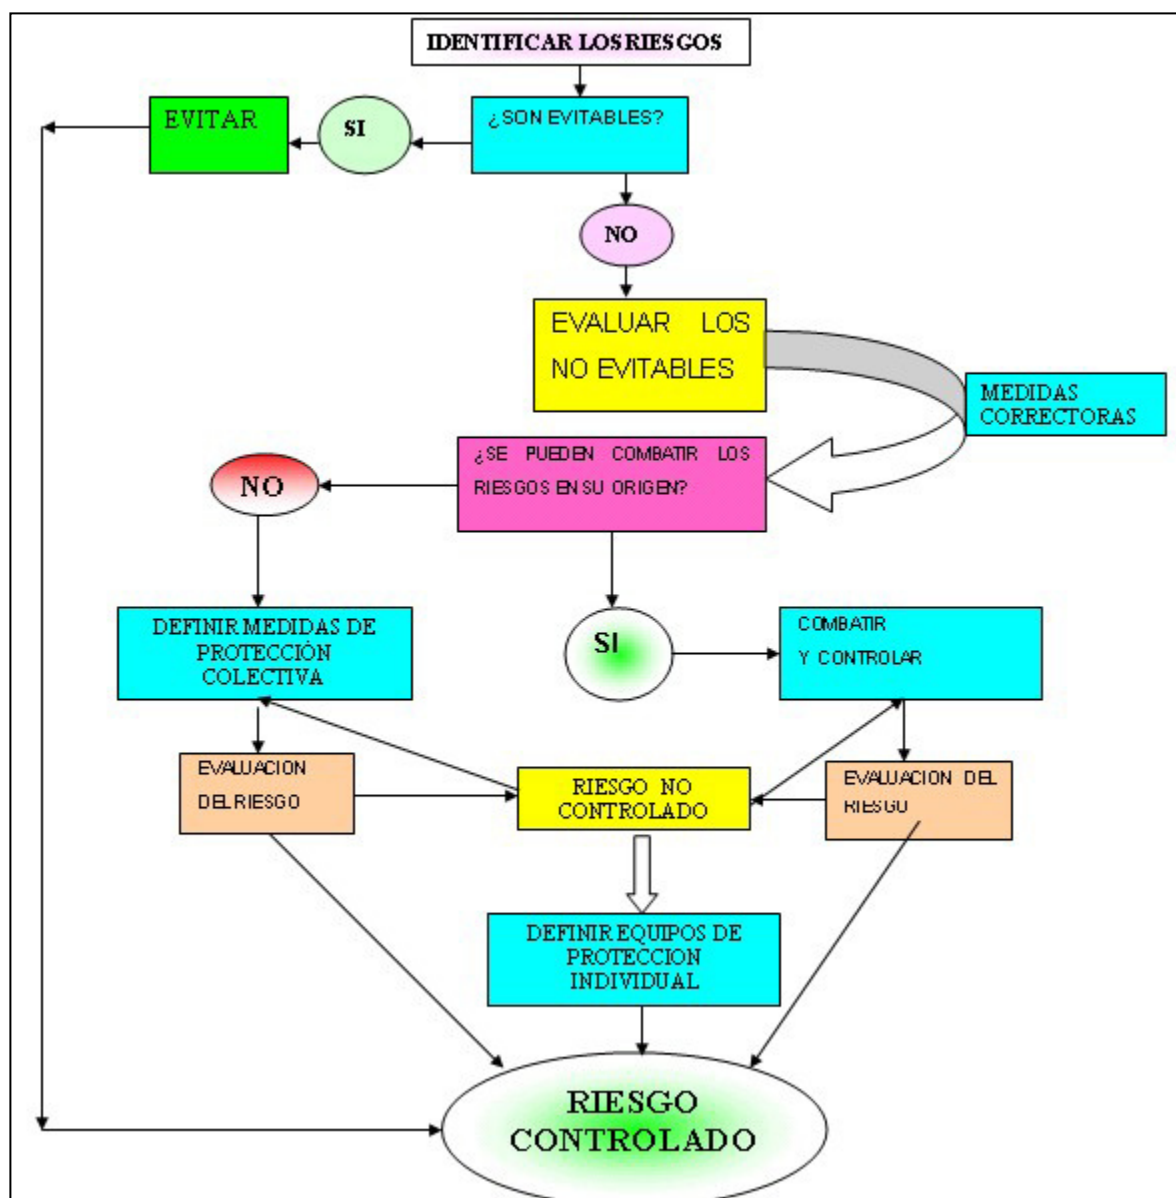 IDENTIFICAR LOS RIESGOS
EVITAR
SI
¿SON EVITABLES?
NO
EVALUAR LOS
NO EVITABLES
MEDIDAS
CORRECTORAS
¿SE PUEDEN COMBATIR LOS
RIESGOS EN SU ORIGEN?
NO
DEFINIR MEDIDAS DE
PROTECCIÓN
COLECTIVA
SI
COMBATIR
Y CONTROLAR
EVALUACION
DEL RIESGO
RIESGO NO
CONTROLADO
EVALUACION DEL
RIESGO
DEFINIR EQUIPOS DE
PROTECCION
INDIVIDUAL
RIESGO
CONTROLADO